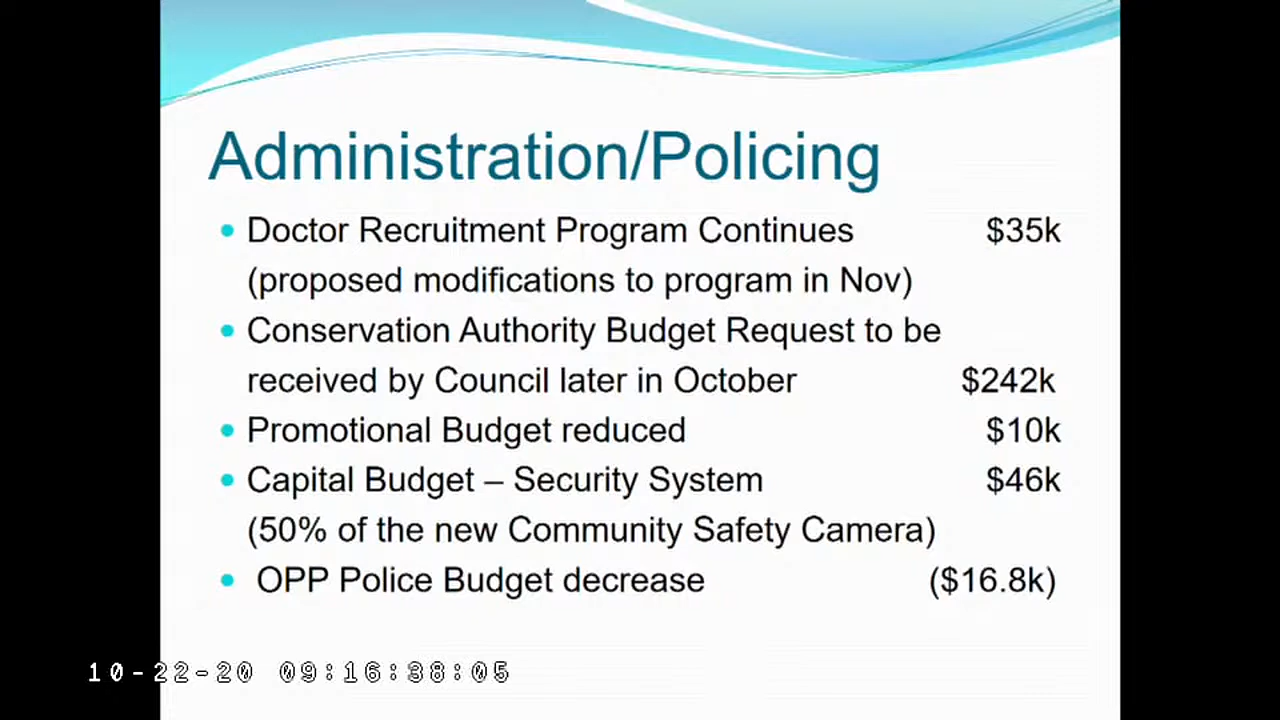 Administration/Policing
• Doctor Recruitment Program Continues $35k
(proposed modifications to program in Nov)
• Conservation Authority Budget Request to be
received by Council later in October $242k
• Promotional Budget reduced $10k
• Capital Budget – Security System $46k
(50% of the new Community Safety Camera)
• OPP Police Budget decrease ($16.8k)
10-22-20 09:16:38:05